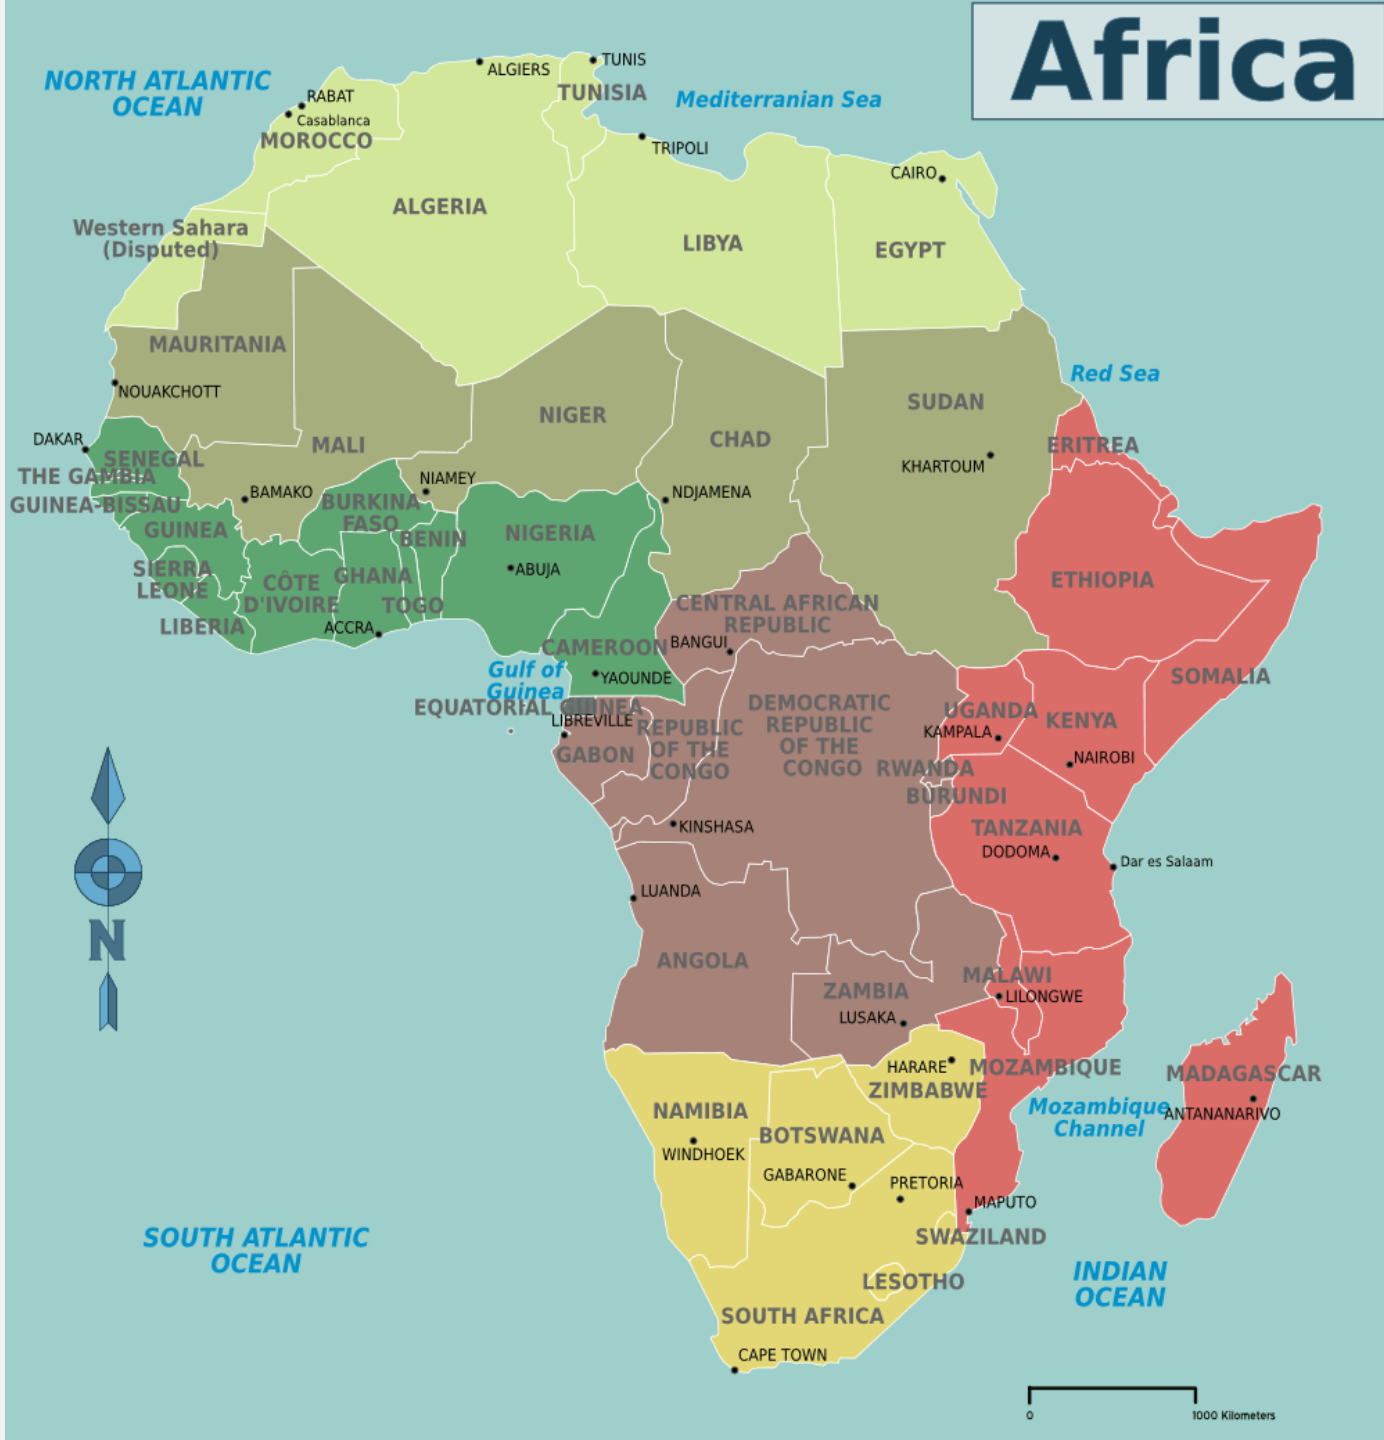 Africa
NORTH ATLANTIC
OCEAN
ALGIERS
TUNIS
TUNISIA
Mediterranian Sea
RABAT
Casablanca
MOROCCO
TRIPOLI
CAIRO
ALGERIA
LIBYA
EGYPT
Western Sahara
(Disputed)
MAURITANIA
NOUAKCHOTT
Red Sea
NIGER
SUDAN
DAKAR
MALI
CHAD
ERITREA
SENEGAL
KHARTOUM
THE GAMBIA
NIAMEY
BAMAKO
NDJAMENA
GUINEA-BISSAU
BURKINA
FASO
GUINEA
BENIN
NIGERIA
SIERRA
LEONE
CÔTE
D'IVOIRE
GHANA
ABUJA
ETHIOPIA
TOGO
CENTRAL AFRICAN
REPUBLIC
LIBERIA
ACCRA
BANGUI
CAMEROON
Gulf of
Guinea
YAOUNDE
SOMALIA
EQUATORIAL GUINEA
LIBREVILLE
REPUBLIC
OF THE
CONGO
DEMOCRATIC
REPUBLIC
OF THE
CONGO
UGANDA
KAMPALA
KENYA
GABON
NAIROBI
RWANDA
BURUNDI
KINSHASA
TANZANIA
DODOMA
Dar es Salaam
LUANDA
N
ANGOLA
MALAWI
ZAMBIA
LILONGWE
LUSAKA
HARARE
MOZAMBIQUE
MADAGASCAR
ZIMBABWE
NAMIBIA
Mozambique
Channel
ANTANANARIVO
BOTSWANA
WINDHOEK
GABARONE
PRETORIA
MAPUTO
SOUTH ATLANTIC
OCEAN
SWAZILAND
INDIAN
OCEAN
LESOTHO
SOUTH AFRICA
CAPE TOWN
0
1000 Kilometers